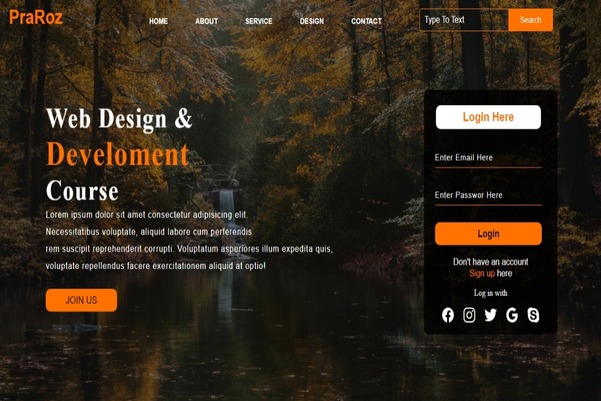 PraRoz
HOME ABOUT SERVICE DESIGN CONTACT
Type To Text Search
Web Design &
Develoment
Course
Lorem ipsum dolor sit amet consectetur adipisicing elit.
Necessitatibus voluptate, aliquid labore cum perferendis
rem suscipit reprehenderit corrupti. Voluptatum asperiores illum expedita quis,
voluptate repellendus facere exercitationem aliquid at optio!
JOIN US
Login Here
Enter Email Here
Enter Passwor Here
Login
Don't have an account
Sign up here
Log in with